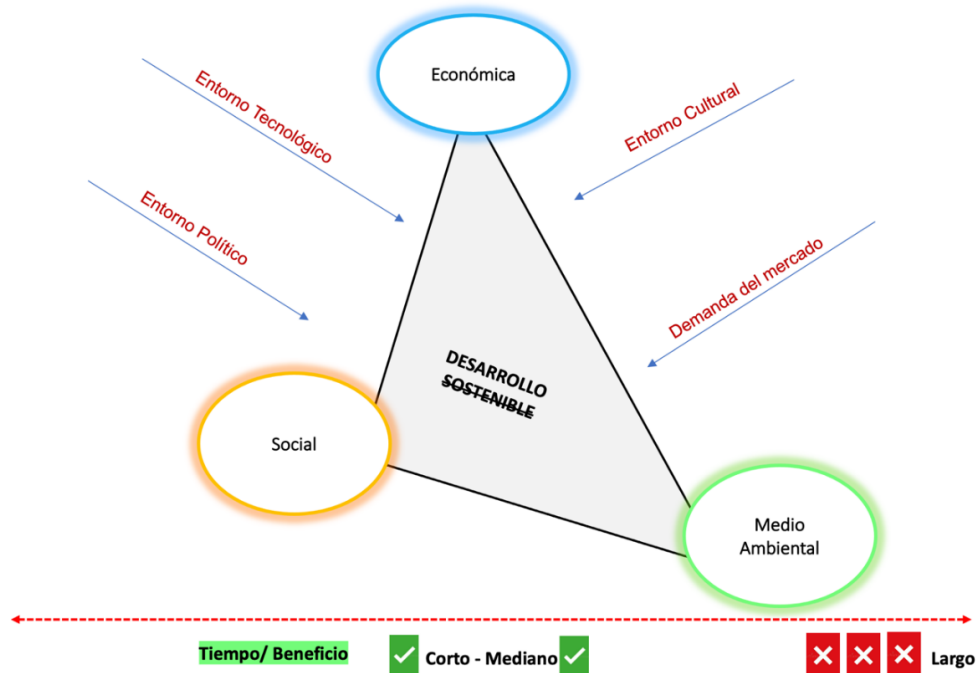 Económica
Entorno Tecnológico
Entorno Cultural
Entorno Político
Demanda del mercado
DESARROLLO
SOSTENIBLE
Social
Medio
Ambiental
Tiempo/ Beneficio
Corto - Mediano
Largo